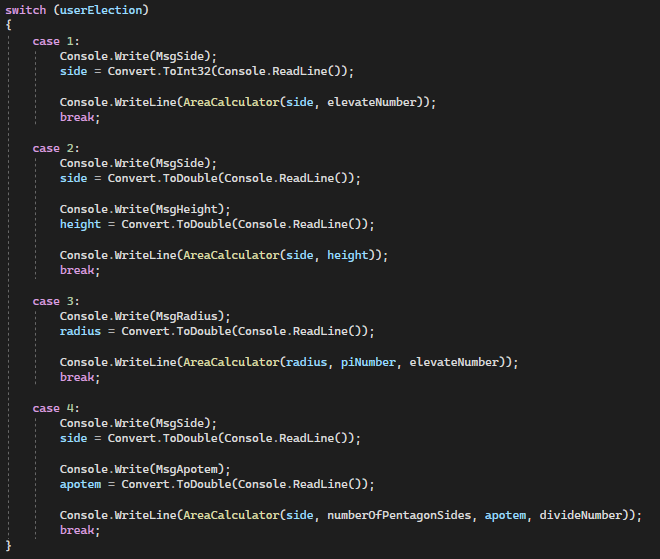 switch (userElection)
{
case 1:
Console.Write(MsgSide);
side = Convert.ToInt32(Console.ReadLine());
Console.WriteLine(AreaCalculator(side, elevateNumber));
break;
case 2:
Console.Write(MsgSide);
side = Convert.ToDouble(Console.ReadLine());
Console.Write(MsgHeight);
height = Convert.ToDouble(Console.ReadLine());
Console.WriteLine(AreaCalculator(side, height));
break;
case 3:
Console.Write(MsgRadius);
radius = Convert.ToDouble(Console.ReadLine());
Console.WriteLine(AreaCalculator(radius, piNumber, elevateNumber));
break;
case 4:
Console.Write(MsgSide);
side = Convert.ToDouble(Console.ReadLine());
Console.Write(MsgApotem);
apotem = Convert.ToDouble(Console.ReadLine());
Console.WriteLine(AreaCalculator(side, numberOfPentagonSides, apotem, divideNumber));
break;
}